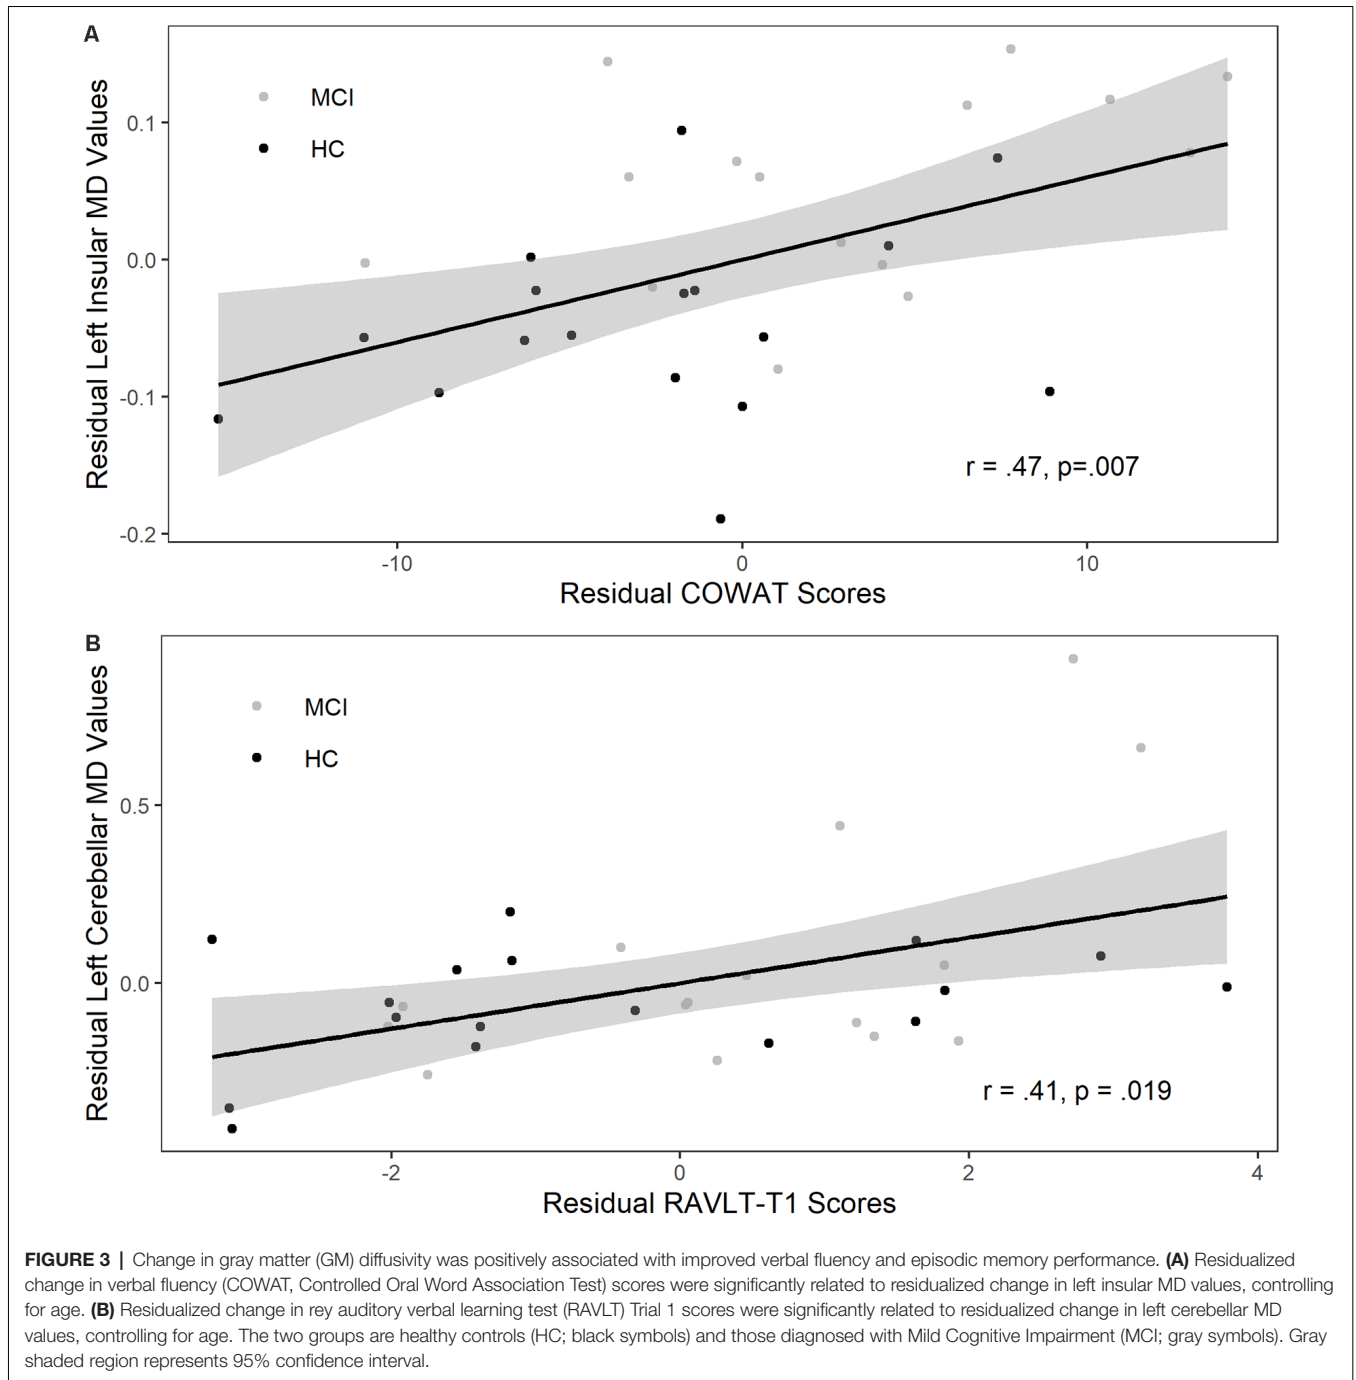 A
Residual Left Insular MD Values
MCI
HC
0.1
0.0
-0.1
-0.2
r = .47, p=.007
-10
0
10
Residual COWAT Scores
B
Residual Left Cerebellar MD Values
MCI
HC
0.5
0.0
r = .41, p = .019
-2
0
2
4
Residual RAVLT-T1 Scores
FIGURE 3 | Change in gray matter (GM) diffusivity was positively associated with improved verbal fluency and episodic memory performance. (A) Residualized
change in verbal fluency (COWAT, Controlled Oral Word Association Test) scores were significantly related to residualized change in left insular MD values, controlling
for age. (B) Residualized change in rey auditory verbal learning test (RAVLT) Trial 1 scores were significantly related to residualized change in left cerebellar MD
values, controlling for age. The two groups are healthy controls (HC; black symbols) and those diagnosed with Mild Cognitive Impairment (MCI; gray symbols). Gray
shaded region represents 95% confidence interval.